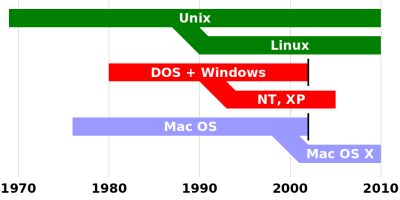 Unix
Linux
DOS + Windows
NT, XP
Mac OS
Mac OS X
1970 1980 1990 2000 2010